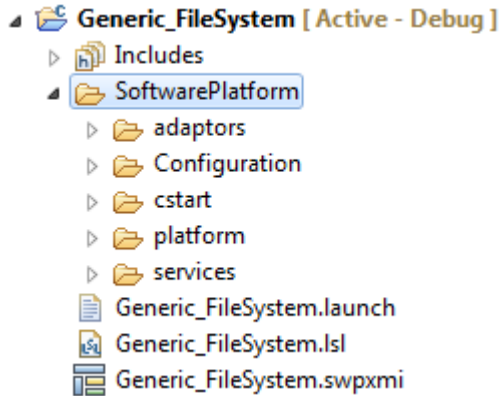 Generic_FileSystem [ Active - Debug ]
Includes
SoftwarePlatform
adaptors
Configuration
cstart
platform
services
Generic_FileSystem.launch
Generic_FileSystem.lsl
Generic_FileSystem.swpxmi